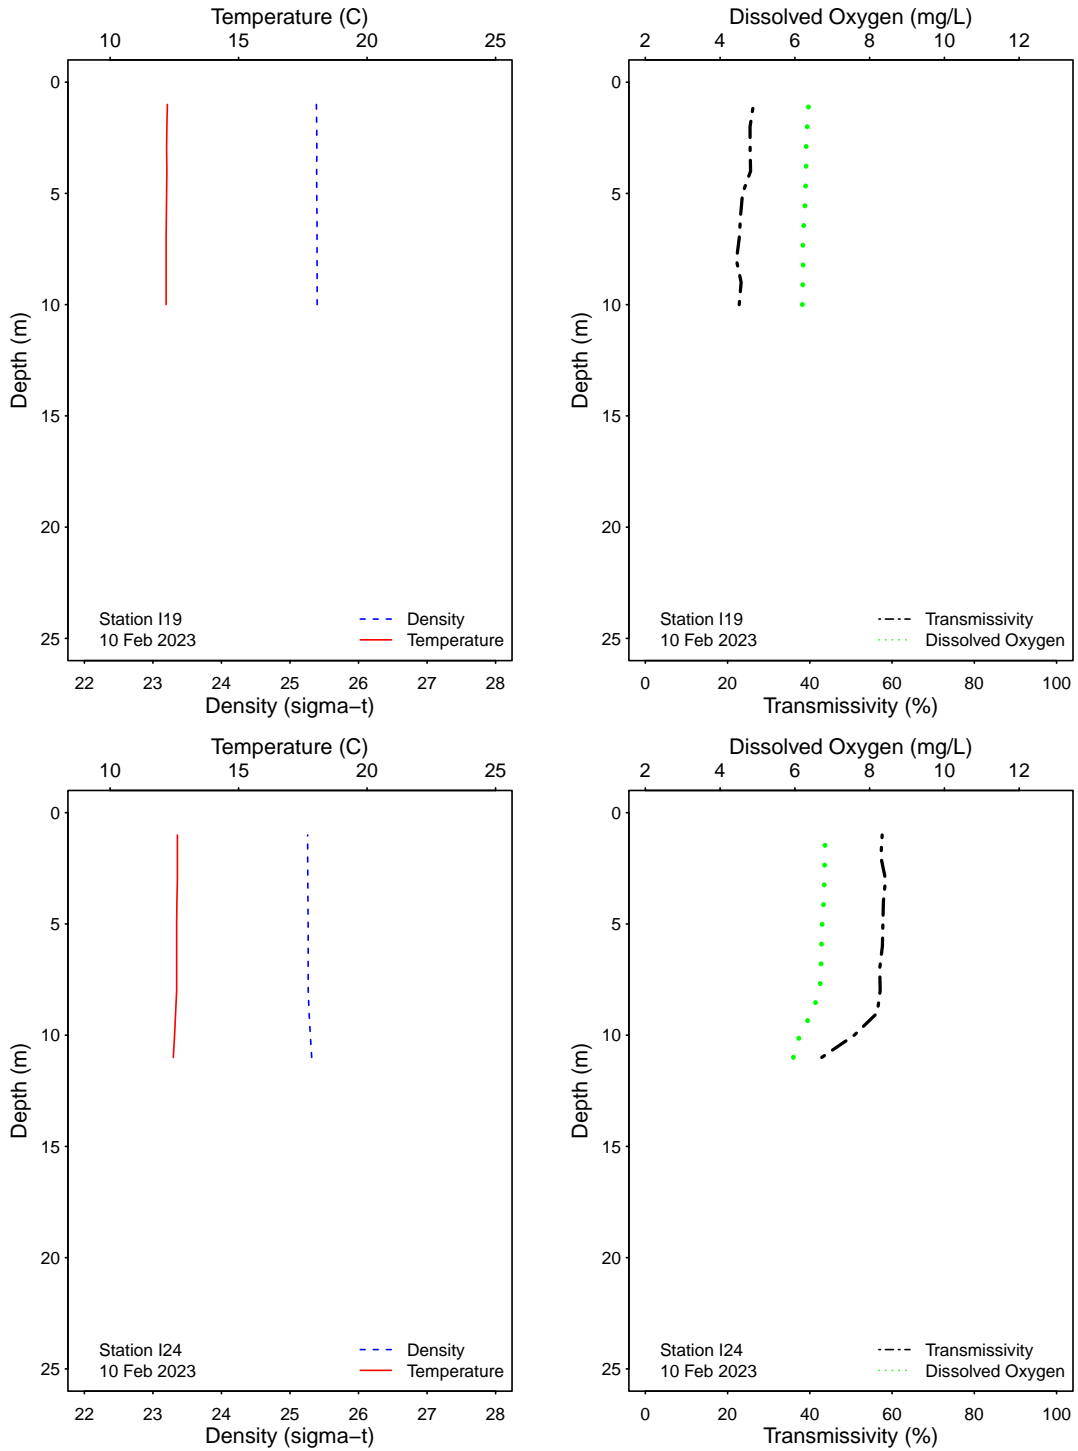 Temperature (C)
10 15 20 25
0
5
10
15
20
25
Depth (m)
Station I19
10 Feb 2023
Density
Temperature
22 23 24 25 26 27 28
Density (sigma−t)
Dissolved Oxygen (mg/L)
2 4 6 8 10 12
0
5
10
15
20
25
Depth (m)
Station I19
10 Feb 2023
Transmissivity
Dissolved Oxygen
0 20 40 60 80 100
Transmissivity (%)
Temperature (C)
10 15 20 25
0
5
10
15
20
25
Depth (m)
Station I24
10 Feb 2023
Density
Temperature
22 23 24 25 26 27 28
Density (sigma−t)
Dissolved Oxygen (mg/L)
2 4 6 8 10 12
0
5
10
15
20
25
Depth (m)
Station I24
10 Feb 2023
Transmissivity
Dissolved Oxygen
0 20 40 60 80 100
Transmissivity (%)